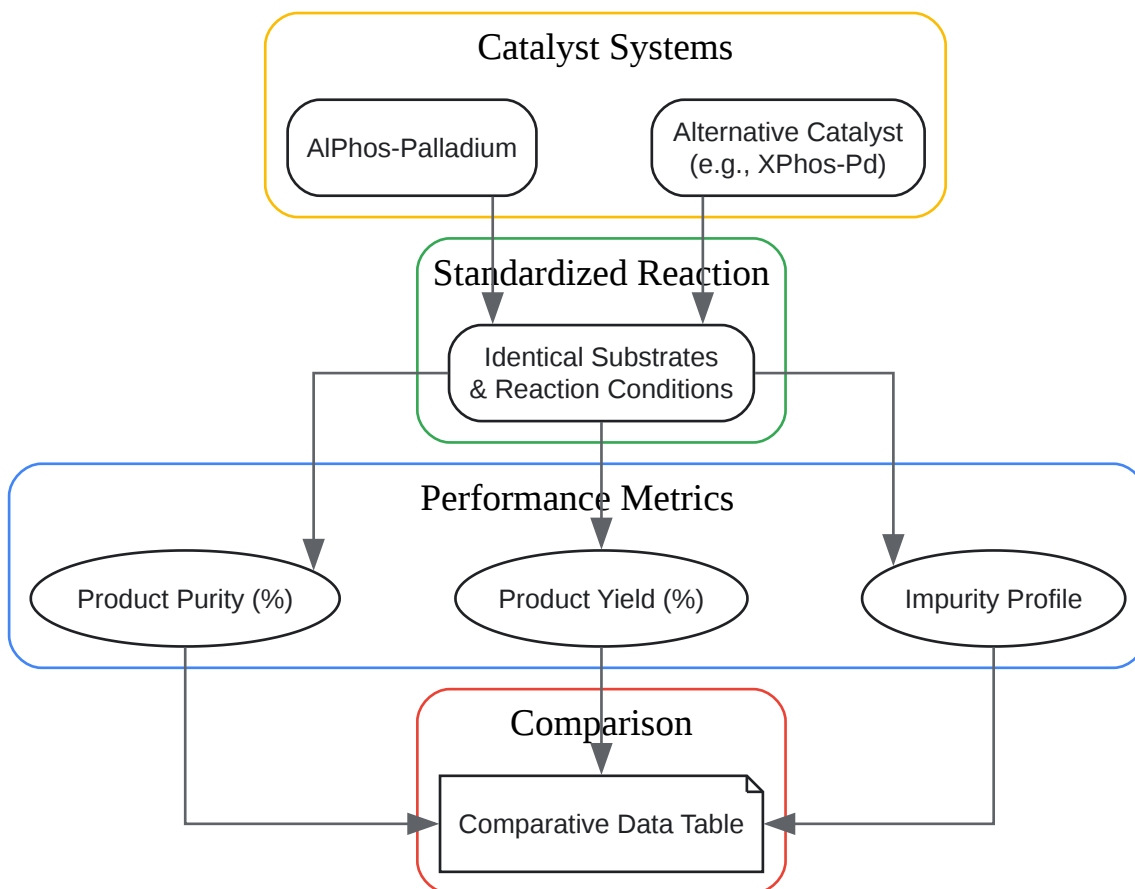 Catalyst Systems
AlPhos-Palladium
Alternative Catalyst
(e.g., XPhos-Pd)
Standardized Reaction
Identical Substrates
& Reaction Conditions
Performance Metrics
Product Purity (%)
Product Yield (%)
Impurity Profile
Comparison
Comparative Data Table